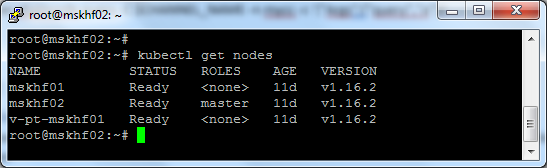 root@mskhf02: ~
root@mskhf02:~#
root@mskhf02:~# kubectl get nodes
NAME STATUS ROLES AGE VERSION
mskhf01 Ready <none> 11d v1.16.2
mskhf02 Ready master 11d v1.16.2
v-pt-mskhf01 Ready <none> 11d v1.16.2
root@mskhf02:~#